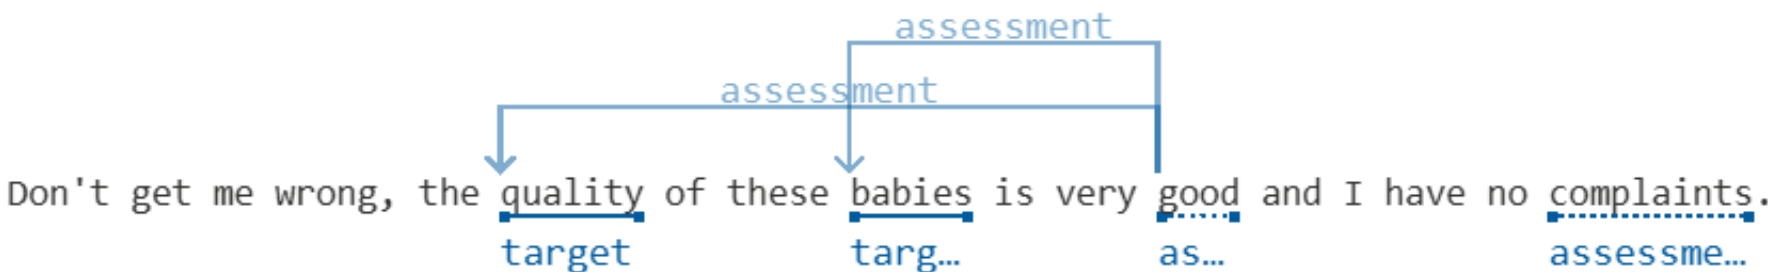 assessment
assessment
Don't get me wrong, the quality of these babies is very good and I have no complaints.
target targ… as… assessme…